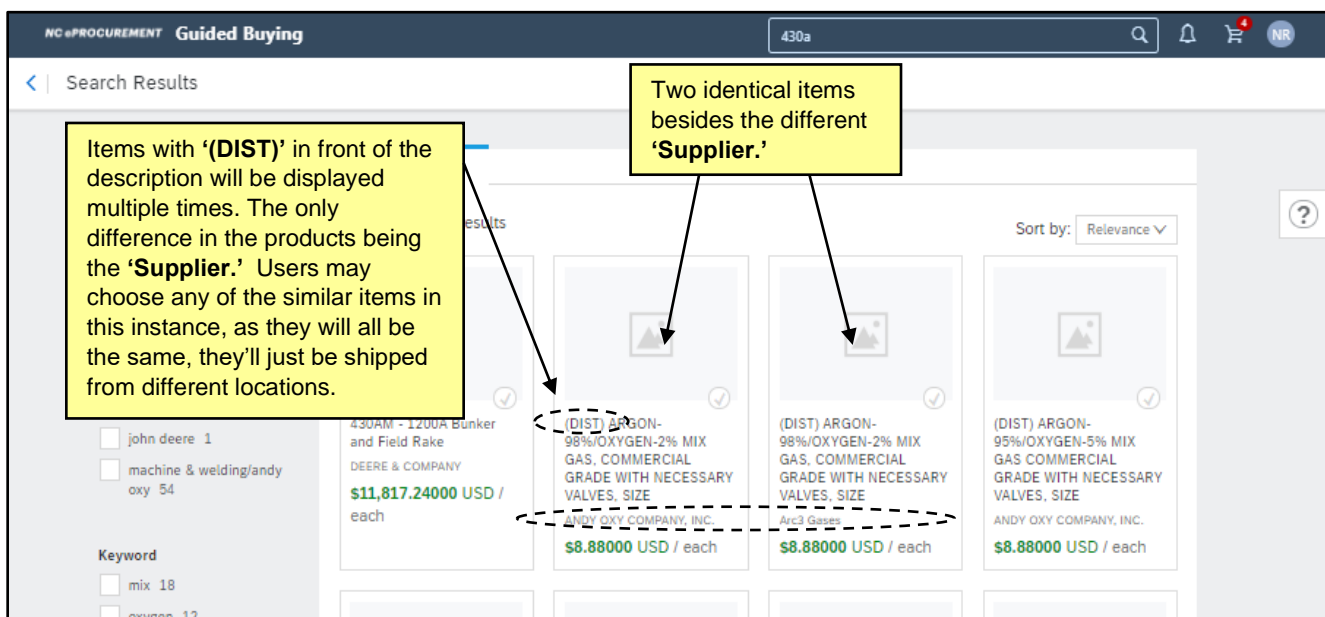 NC ePROCUREMENT Guided Buying
430a
4
NR
Search Results
Items with ‘(DIST)’ in front of the
description will be displayed
multiple times. The only
difference in the products being
the ‘Supplier.’ Users may
choose any of the similar items in
this instance, as they will all be
the same, they’ll just be shipped
from different locations.
Two identical items
besides the different
‘Supplier.’
Sort by: Relevance
?
john deere 1
machine & welding/andy
oxy 54
Keyword
mix 18
oxygen 12
430AM - 1200A Bunker
and Field Rake
DEERE & COMPANY
$11,817.24000 USD /
each
(DIST) ARGON-
98%/OXYGEN-2% MIX
GAS, COMMERCIAL
GRADE WITH NECESSARY
VALVES, SIZE
ANDY OXY COMPANY, INC.
$8.88000 USD / each
(DIST) ARGON-
98%/OXYGEN-2% MIX
GAS, COMMERCIAL
GRADE WITH NECESSARY
VALVES, SIZE
Arc3 Gases
$8.88000 USD / each
(DIST) ARGON-
95%/OXYGEN-5% MIX
GAS COMMERCIAL
GRADE WITH NECESSARY
VALVES, SIZE
ANDY OXY COMPANY, INC.
$8.88000 USD / each